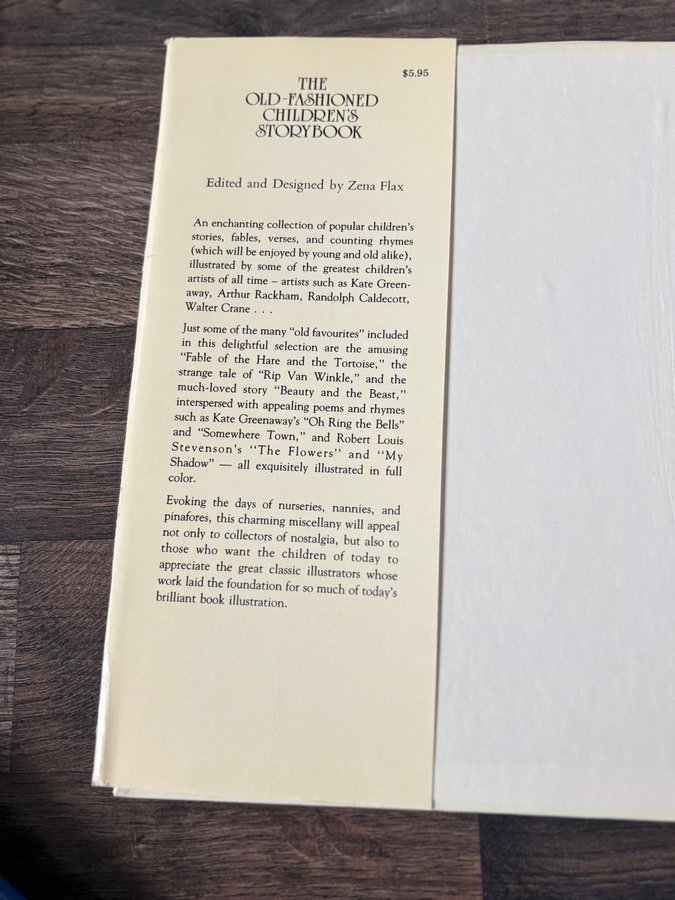 $5.95
THE
OLD-FASHIONED
CHILDREN'S
STORYBOOK
Edited and Designed by Zena Flax
An enchanting collection of popular children's
stories, fables, verses, and counting rhymes
(which will be enjoyed by young and old alike),
illustrated by some of the greatest children's
artists of all time – artists such as Kate Green-
away, Arthur Rackham, Randolph Caldecott,
Walter Crane . . .
Just some of the many "old favourites" included
in this delightful selection are the amusing
"Fable of the Hare and the Tortoise," the
strange tale of "Rip Van Winkle," and the
much-loved story "Beauty and the Beast,"
interspersed with appealing poems and rhymes
such as Kate Greenaway's "Oh Ring the Bells"
and "Somewhere Town," and Robert Louis
Stevenson's "The Flowers" and "My
Shadow" — all exquisitely illustrated in full
color.
Evoking the days of nurseries, nannies, and
pinafores, this charming miscellany will appeal
not only to collectors of nostalgia, but also to
those who want the children of today to
appreciate the great classic illustrators whose
work laid the foundation for so much of today's
brilliant book illustration.